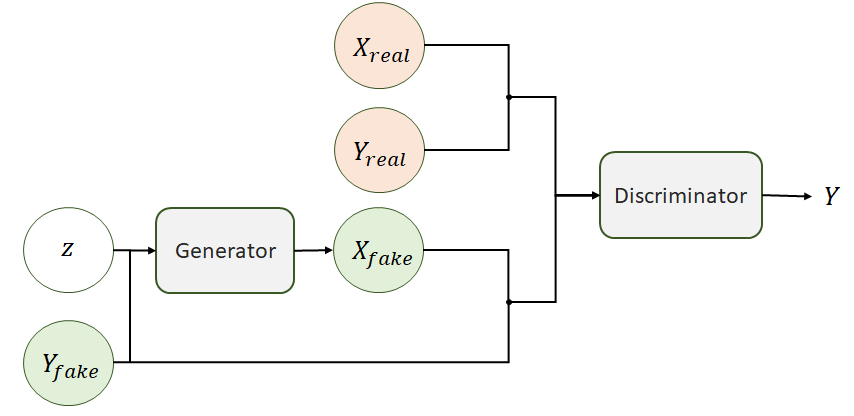 X_real
Y_real
Discriminator
Y
z
Generator
X_fake
Y_fake